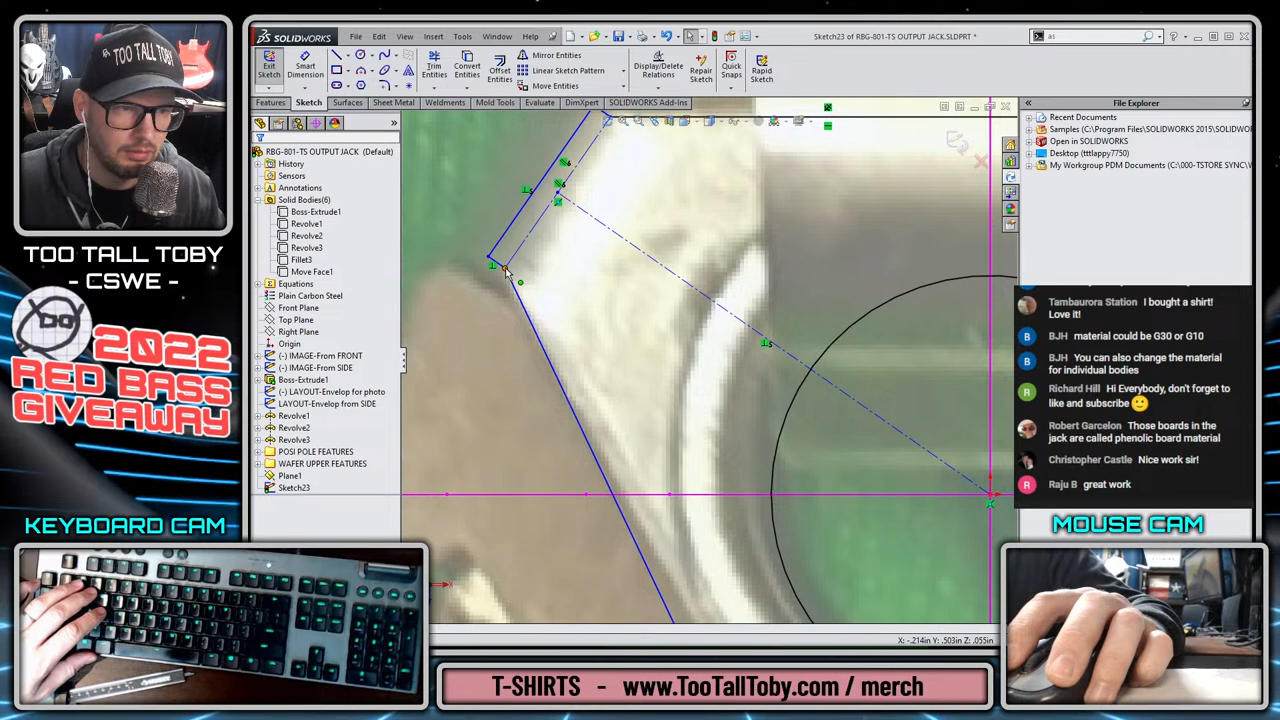 TOO TALL
TOBY
TOO TALL TOBY
- CSWE -
2022
RED BASS
GIVEAWAY
KEYBOARD CAM
SOLIDWORKS
File Edit View Insert Tools Window Help
Sketch23 of RBG-801-TS OUTPUT JACK.SLDPRT *
as
Exit
Sketch
Smart
Dimension
Trim
Entities
Convert
Entities
Offset
Entities
Mirror Entities
Linear Sketch Pattern
Move Entities
Display/Delete
Relations
Repair
Sketch
Quick
Snaps
Rapid
Sketch
Features Sketch Surfaces Sheet Metal Weldments Mold Tools Evaluate DimXpert SOLIDWORKS Add-Ins
RBG-801-TS OUTPUT JACK (Default)
History
Sensors
Annotations
Solid Bodies(6)
Boss-Extrude1
Revolve1
Revolve2
Revolve3
Fillet3
Move Face1
Equations
Plain Carbon Steel
Front Plane
Top Plane
Right Plane
Origin
(-) IMAGE-From FRONT
(-) IMAGE-From SIDE
Boss-Extrude1
(-) LAYOUT-Envelop for photo
LAYOUT-Envelop from SIDE
Revolve1
Revolve2
Revolve3
POSI POLE FEATURES
WAFER UPPER FEATURES
Plane1
Sketch23
File Explorer
Recent Documents
Samples (C:\Program Files\SOLIDWORKS 2015\SOLIDWOR
Open in SOLIDWORKS
Desktop (tttlappy7750)
My Workgroup PDM Documents (C:\000-TSTORE SYNC\
Tambaurora Station I bought a shirt!
Love it!
B BJH material could be G30 or G10
B BJH You can also change the
material for individual bodies
R Richard Hill Hi Everybody, don't forget to
like and subscribe 🙂
Robert Garcelon Those boards in the
jack are called phenolic board material
Christopher Castle Nice work sir!
R Raju B great work
X: -.214in Y: .503in Z: .055in
MOUSE CAM
T-SHIRTS - www.TooTallToby.com / merch